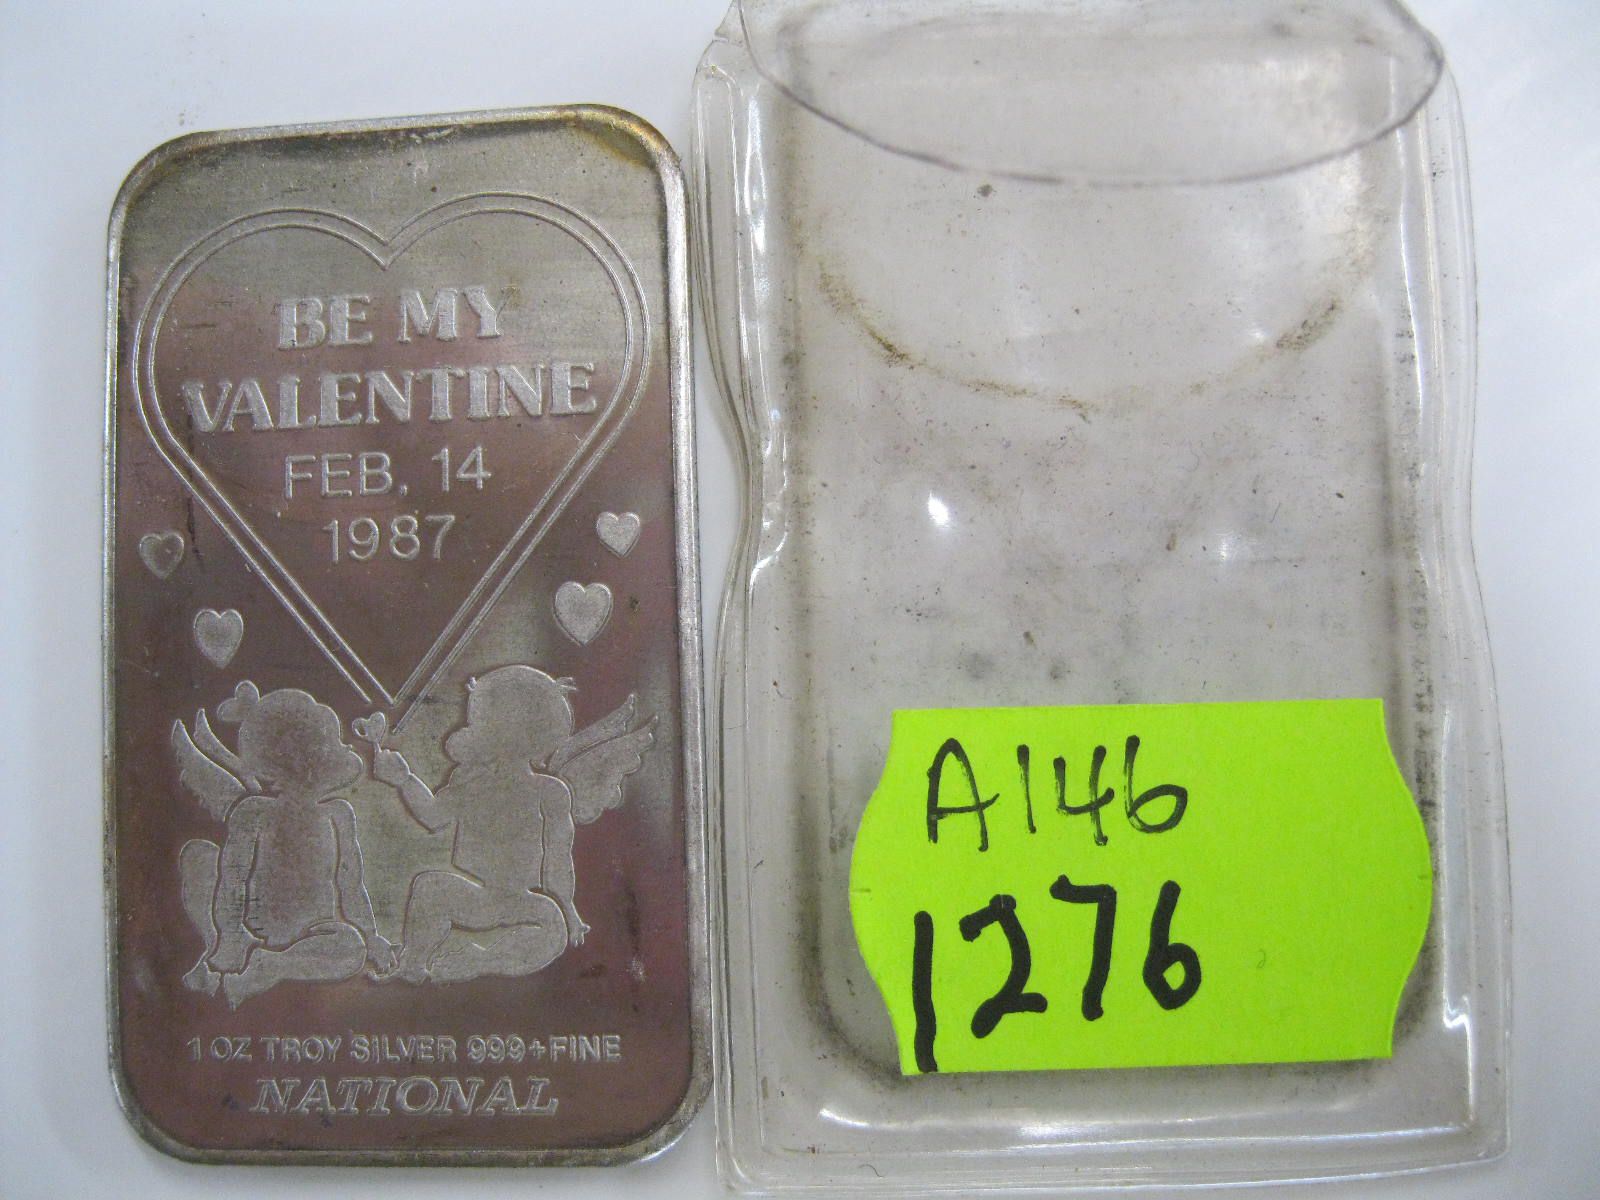 BE MY
VALENTINE
FEB. 14
1987
1 OZ TROY SILVER 999+FINE
NATIONAL
A146
1276